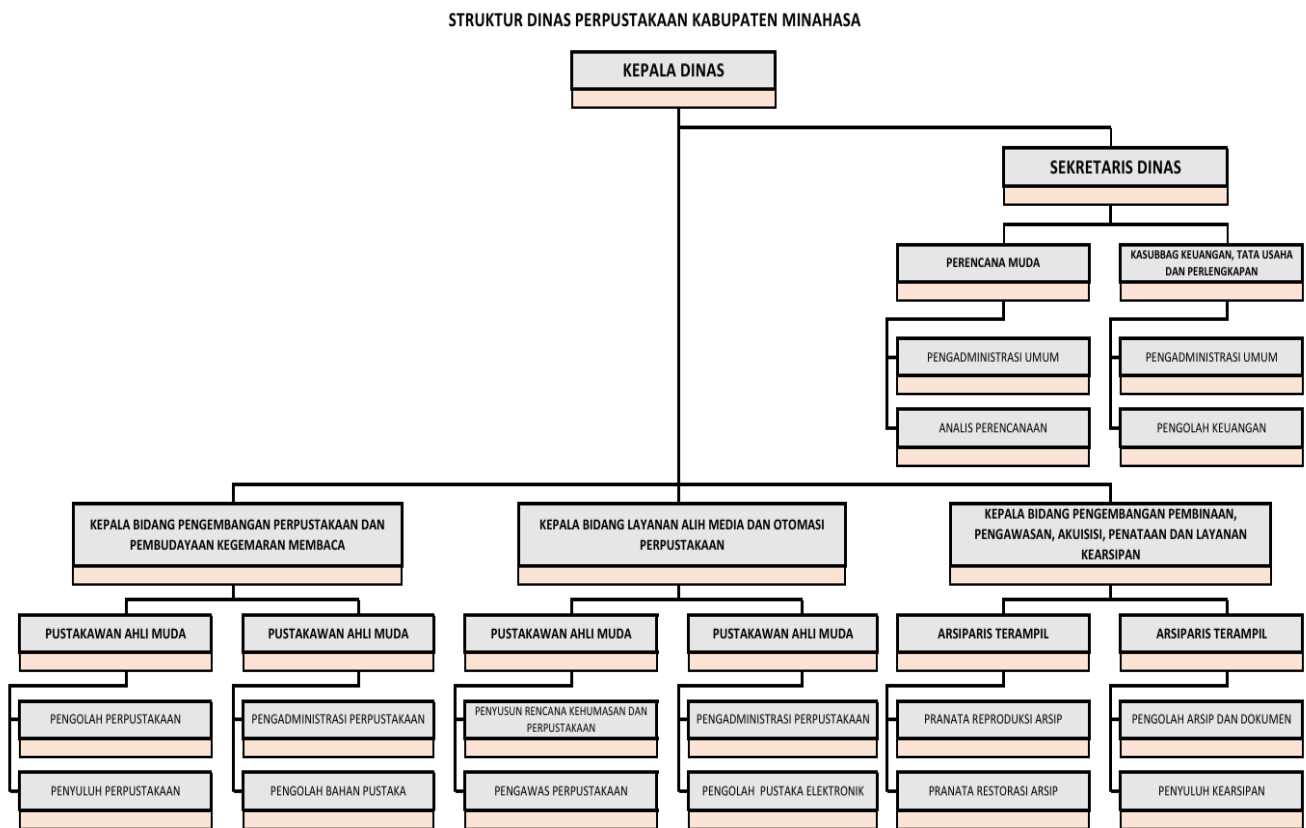 STRUKTUR DINAS PERPUSTAKAAN KABUPATEN MINAHASA
KEPALA DINAS
SEKRETARIS DINAS
PERENCANA MUDA
KASUBBAG KEUANGAN, TATA USAHA
DAN PERLENGKAPAN
PENGADMINISTRASI UMUM
PENGADMINISTRASI UMUM
ANALIS PERENCANAAN
PENGOLAH KEUANGAN
KEPALA BIDANG PENGEMBANGAN PERPUSTAKAAN DAN
PEMBUDAYAAN KEGEMARAN MEMBACA
KEPALA BIDANG LAYANAN ALIH MEDIA DAN OTOMASI
PERPUSTAKAAN
KEPALA BIDANG PENGEMBANGAN PEMBINAAN,
PENGAWASAN, AKUISISI, PENATAAN DAN LAYANAN
KEARSIPAN
PUSTAKAWAN AHLI MUDA
PUSTAKAWAN AHLI MUDA
PUSTAKAWAN AHLI MUDA
PUSTAKAWAN AHLI MUDA
ARSIPARIS TERAMPIL
ARSIPARIS TERAMPIL
PENGOLAH PERPUSTAKAAN
PENGADMINISTRASI PERPUSTAKAAN
PENYUSUN RENCANA KEHUMASAN DAN
PERPUSTAKAAN
PENGADMINISTRASI PERPUSTAKAAN
PRANATA REPRODUKSI ARSIP
PENGOLAH ARSIP DAN DOKUMEN
PENYULUH PERPUSTAKAAN
PENGOLAH BAHAN PUSTAKA
PENGAWAS PERPUSTAKAAN
PENGOLAH PUSTAKA ELEKTRONIK
PRANATA RESTORASI ARSIP
PENYULUH KEARSIPAN